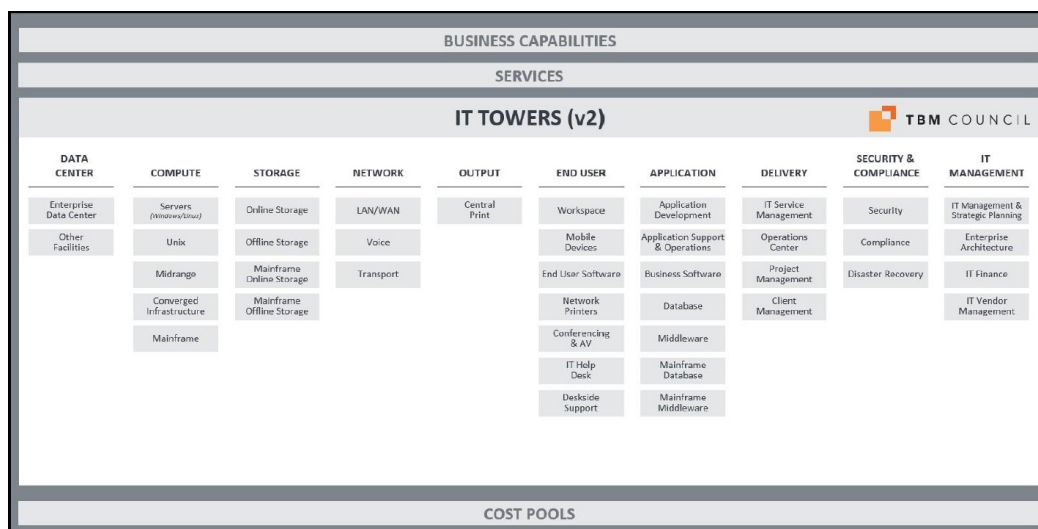 BUSINESS CAPABILITIES
SERVICES
IT TOWERS (v2)
TBM COUNCIL
DATA
CENTER
Enterprise
Data Center
Other
Facilities
COMPUTE
Servers
(Windows/Linux)
Unix
Midrange
Converged
Infrastructure
Mainframe
STORAGE
Online Storage
Offline Storage
Mainframe
Online Storage
Mainframe
Offline Storage
NETWORK
LAN/WAN
Voice
Transport
OUTPUT
Central
Print
END USER
Workspace
Mobile
Devices
End User Software
Network
Printers
Conferencing
& AV
IT Help
Desk
Deskside
Support
APPLICATION
Application
Development
Application Support
& Operations
Business Software
Database
Middleware
Mainframe
Database
Mainframe
Middleware
DELIVERY
IT Service
Management
Operations
Center
Project
Management
Client
Management
SECURITY &
COMPLIANCE
Security
Compliance
Disaster Recovery
IT
MANAGEMENT
IT Management &
Strategic Planning
Enterprise
Architecture
IT Finance
IT Vendor
Management
COST POOLS